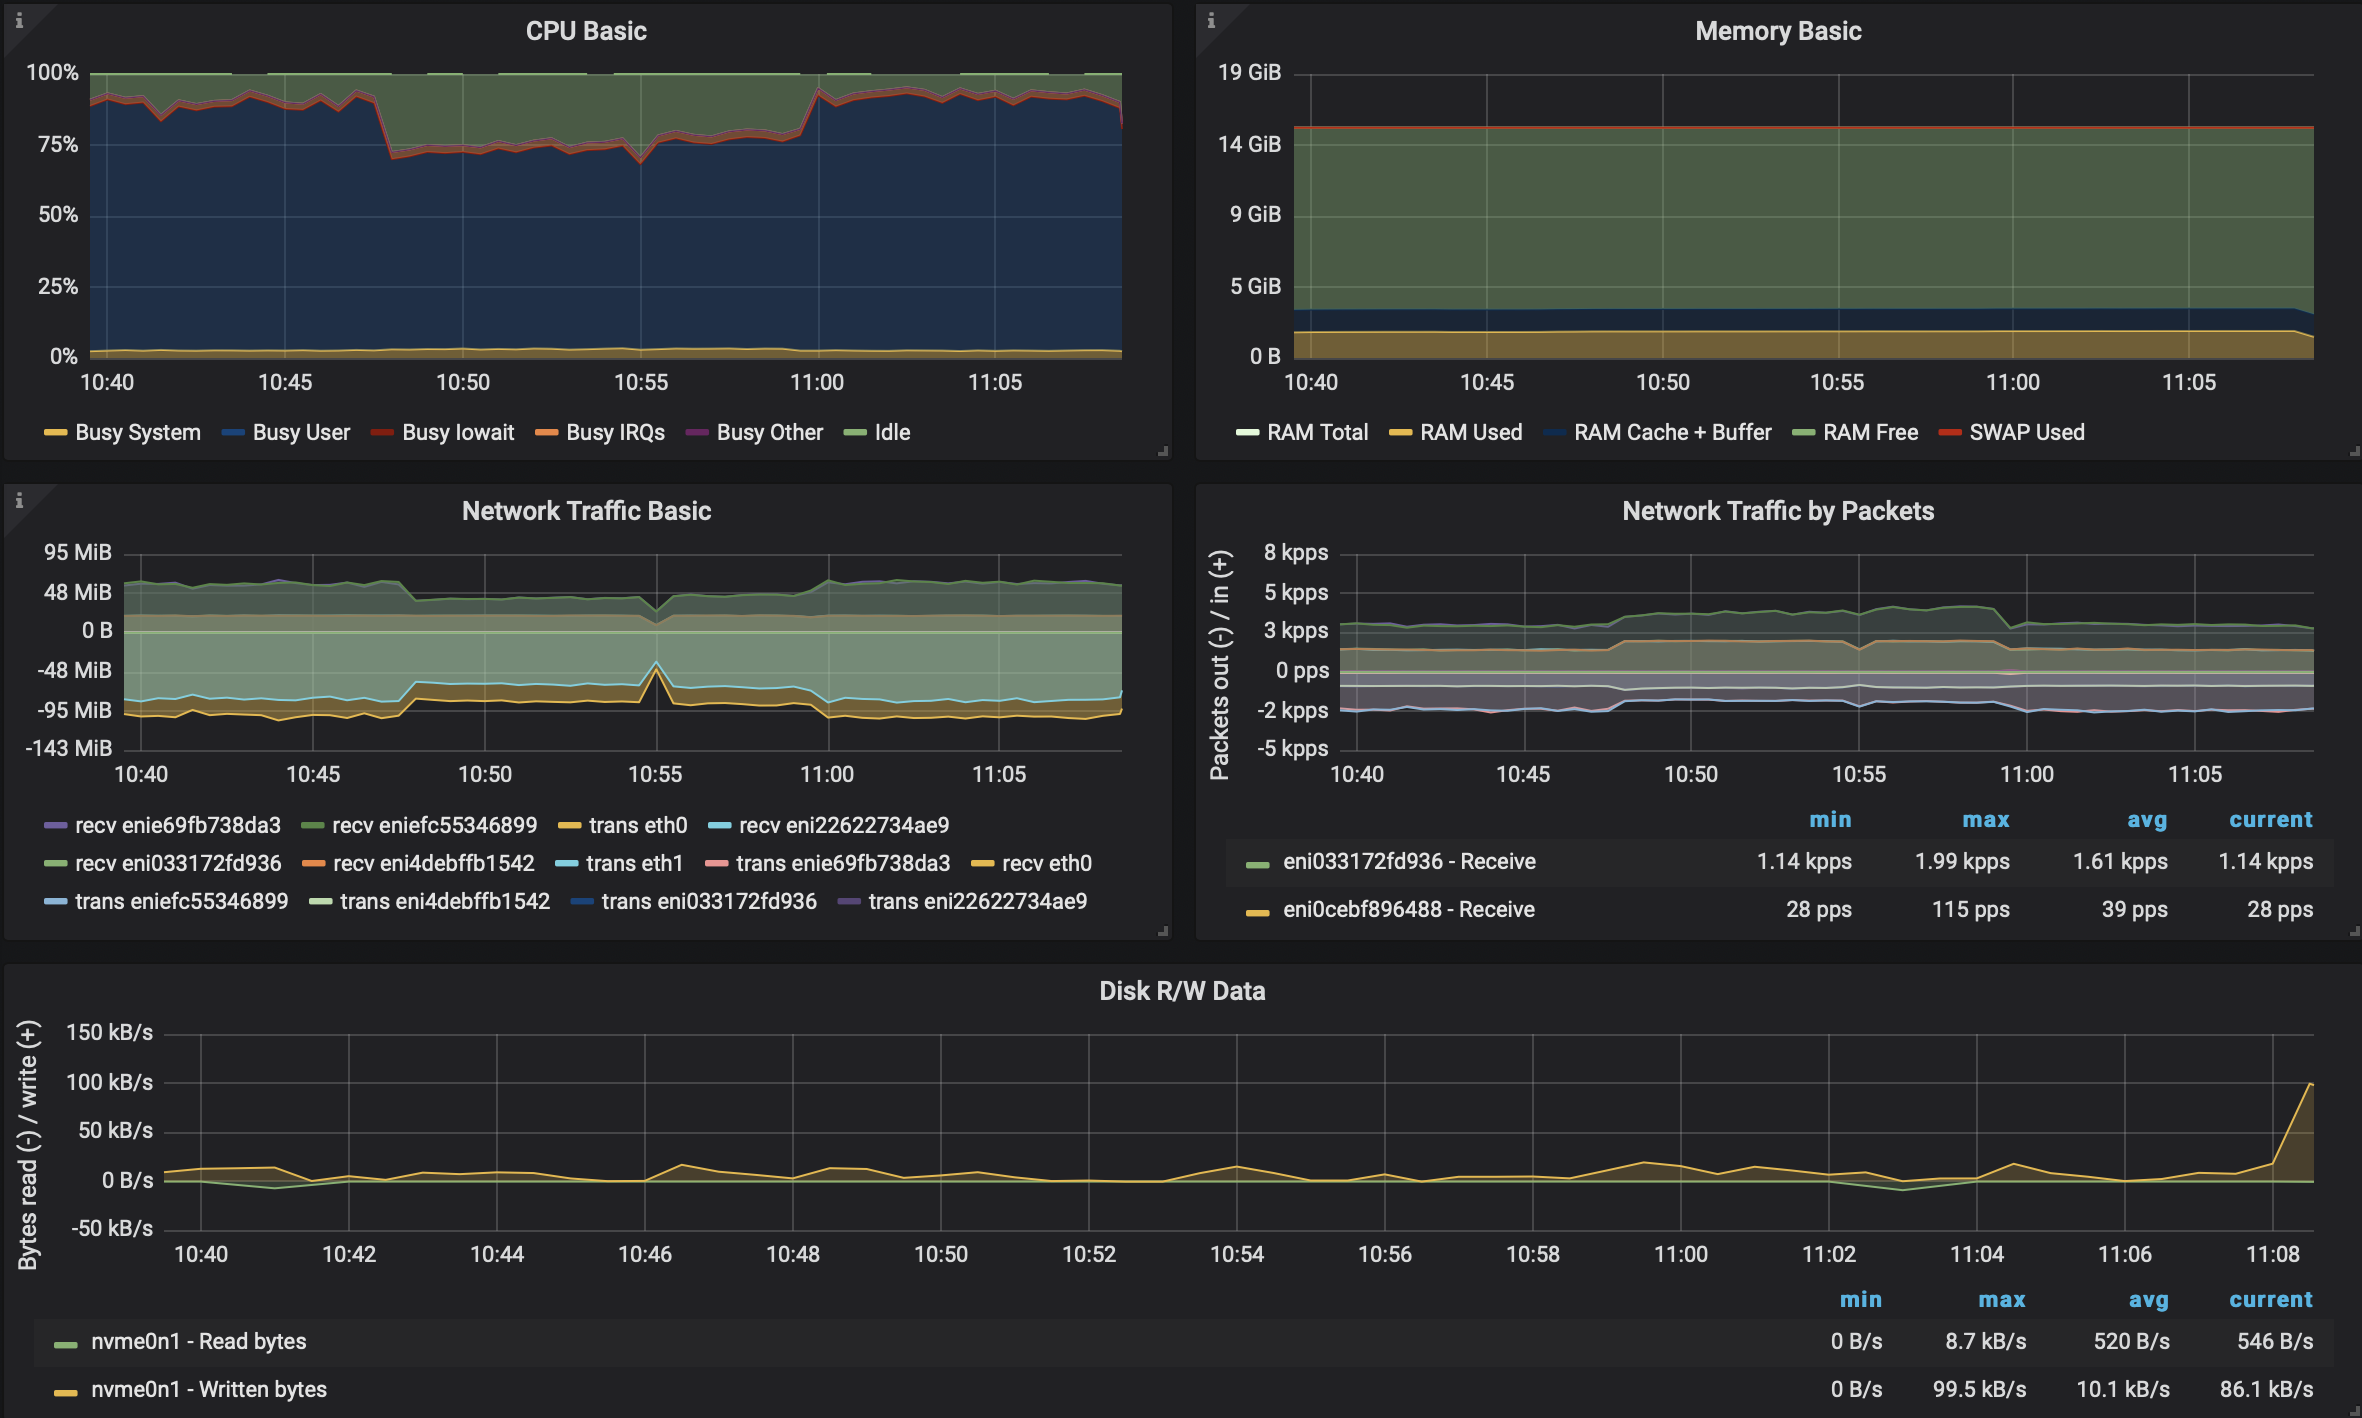 CPU Basic
100%
75%
50%
25%
0%
10:40 10:45 10:50 10:55 11:00 11:05
Busy System Busy User Busy Iowait Busy IRQs Busy Other Idle
Memory Basic
19 GiB
14 GiB
9 GiB
5 GiB
0 B
10:40 10:45 10:50 10:55 11:00 11:05
RAM Total RAM Used RAM Cache + Buffer RAM Free SWAP Used
Network Traffic Basic
95 MiB
48 MiB
0 B
-48 MiB
-95 MiB
-143 MiB
10:40 10:45 10:50 10:55 11:00 11:05
recv enie69fb738da3 recv eniefc55346899 trans eth0 recv eni22622734ae9
recv eni033172fd936 recv eni4debffb1542 trans eth1 trans enie69fb738da3 recv eth0
trans eniefc55346899 trans eni4debffb1542 trans eni033172fd936 trans eni22622734ae9
Network Traffic by Packets
Packets out (-) / in (+)
8 kpps
5 kpps
3 kpps
0 pps
-2 kpps
-5 kpps
10:40 10:45 10:50 10:55 11:00 11:05
min max avg current
eni033172fd936 - Receive 1.14 kpps 1.99 kpps 1.61 kpps 1.14 kpps
eni0cebf896488 - Receive 28 pps 115 pps 39 pps 28 pps
Disk R/W Data
Bytes read (-) / write (+)
150 kB/s
100 kB/s
50 kB/s
0 B/s
-50 kB/s
10:40 10:42 10:44 10:46 10:48 10:50 10:52 10:54 10:56 10:58 11:00 11:02 11:04 11:06 11:08
min max avg current
nvme0n1 - Read bytes 0 B/s 8.7 kB/s 520 B/s 546 B/s
nvme0n1 - Written bytes 0 B/s 99.5 kB/s 10.1 kB/s 86.1 kB/s